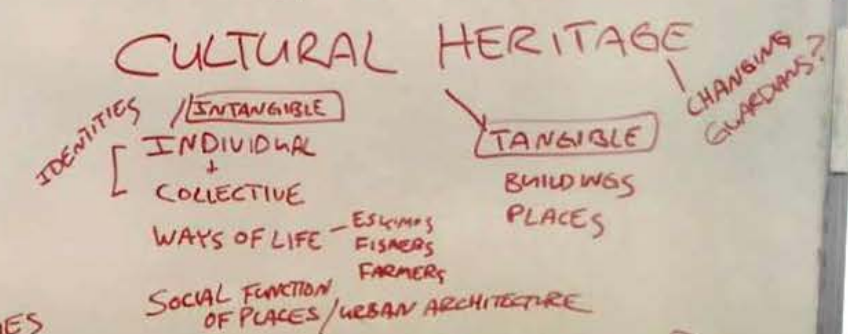 CULTURAL HERITAGE
CHANGING
GUARDIANS?
IDENTITIES
INTANGIBLE
INDIVIDUAL
+
COLLECTIVE
WAYS OF LIFE - ESKIMOS
FISHERS
FARMERS
SOCIAL FUNCTION
OF PLACES / URBAN ARCHITECTURE
TANGIBLE
BUILDINGS
PLACES